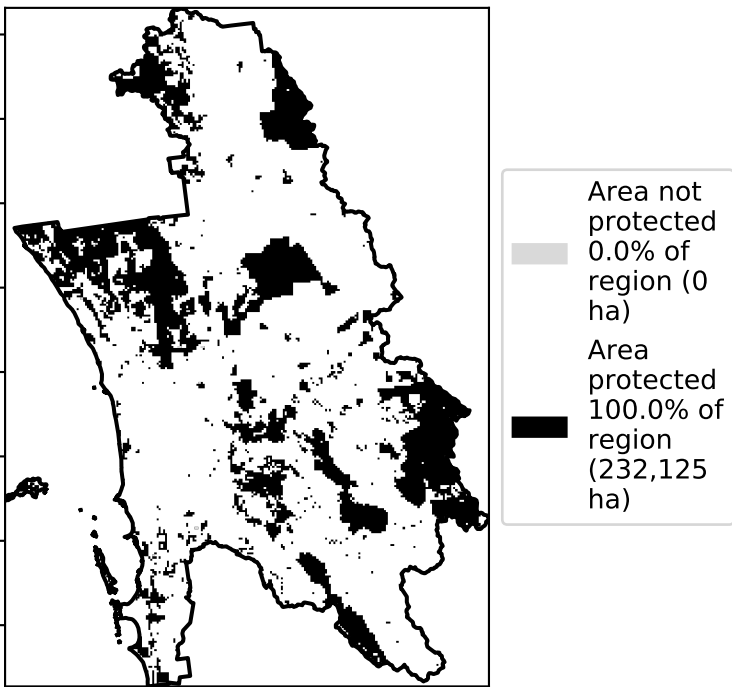 Area not
protected
0.0% of
region (0
ha)
Area
protected
100.0% of
region
(232,125
ha)